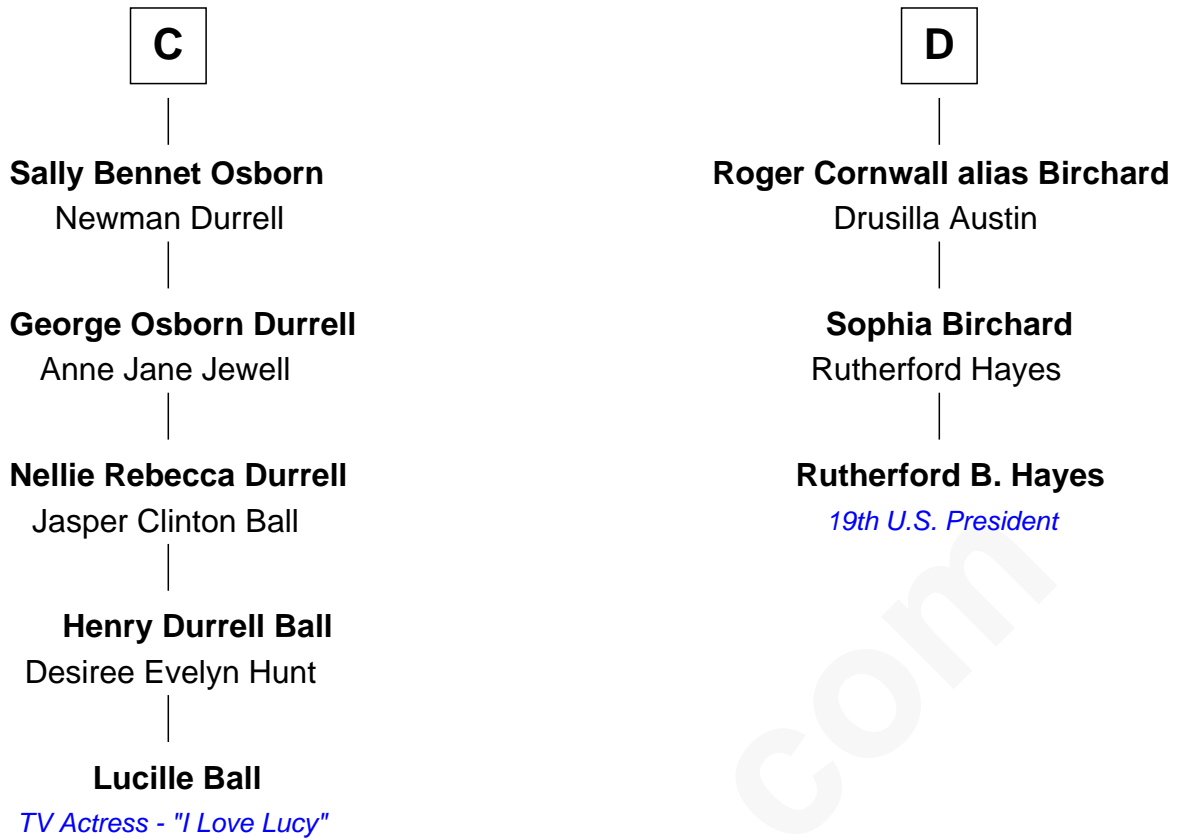 C
Sally Bennet Osborn
Newman Durrell
George Osborn Durrell
Anne Jane Jewell
Nellie Rebecca Durrell
Jasper Clinton Ball
Henry Durrell Ball
Desiree Evelyn Hunt
Lucille Ball
TV Actress - "I Love Lucy"
D
Roger Cornwall alias Birchard
Drusilla Austin
Sophia Birchard
Rutherford Hayes
Rutherford B. Hayes
19th U.S. President
com